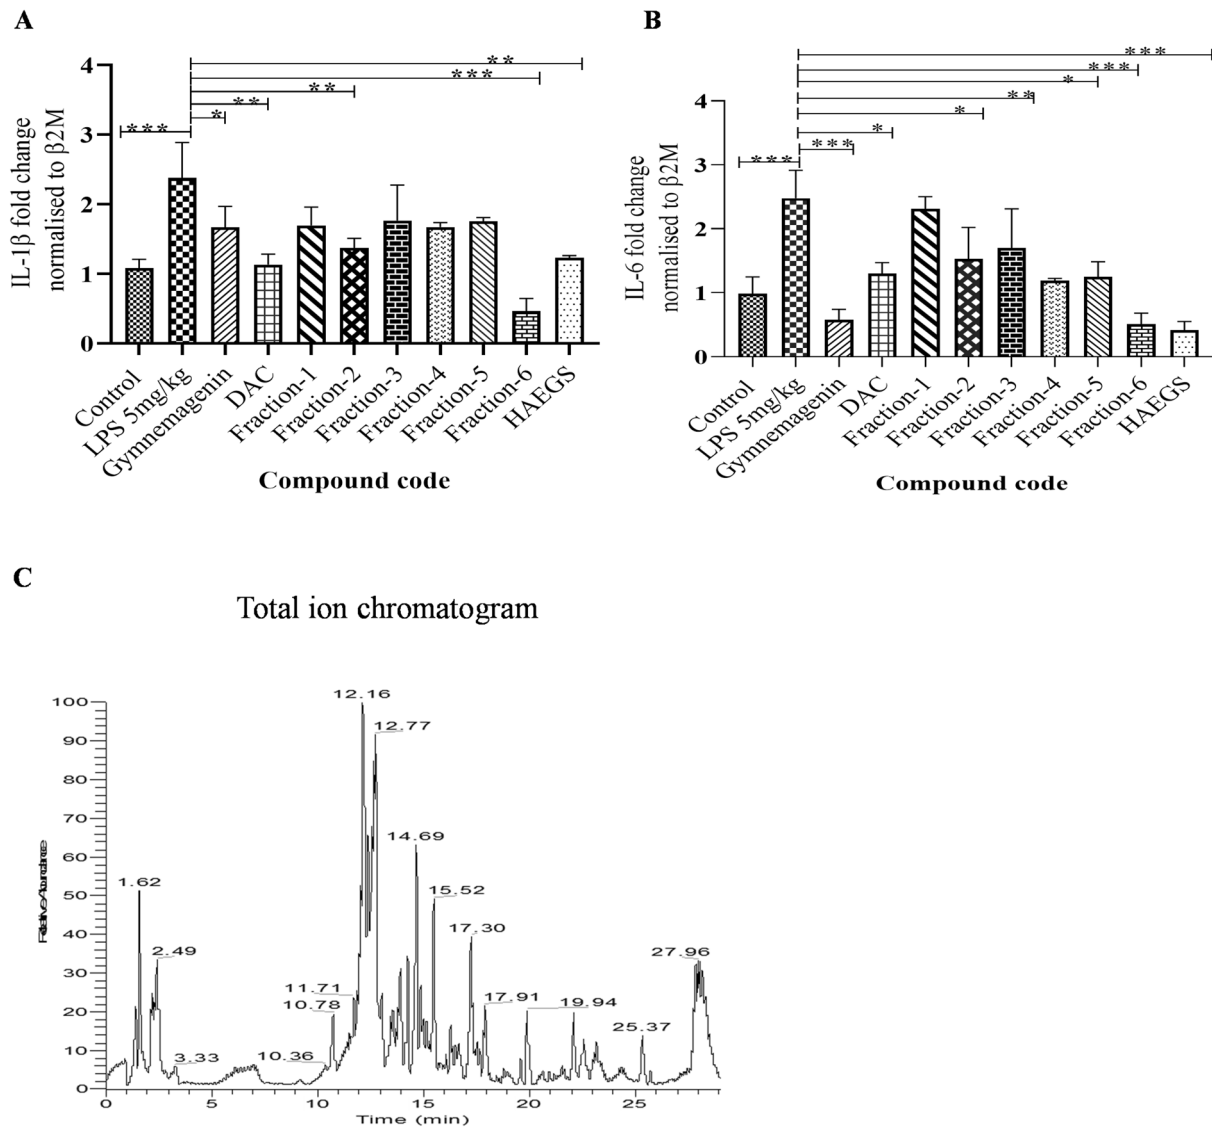 A
**
***
**
**
*
***
4
3
2
1
0
IL-1β fold change
normalised to β2M
Control
LPS 5mg/kg
Gymnemagenin
DAC
Fraction-1
Fraction-2
Fraction-3
Fraction-4
Fraction-5
Fraction-6
HAEGS
Compound code
B
***
***
*
**
*
*
***
***
4
3
2
1
0
IL-6 fold change
normalised to β2M
Control
LPS 5mg/kg
Gymnemagenin
DAC
Fraction-1
Fraction-2
Fraction-3
Fraction-4
Fraction-5
Fraction-6
HAEGS
Compound code
C
Total ion chromatogram
12.16
12.77
14.69
1.62
15.52
17.30
2.49
27.96
11.71
10.78
17.91
19.94
25.37
10.36
3.33
100
90
80
70
60
50
40
30
20
10
0
Relative Abundance
0
5
10
15
20
25
Time (min)